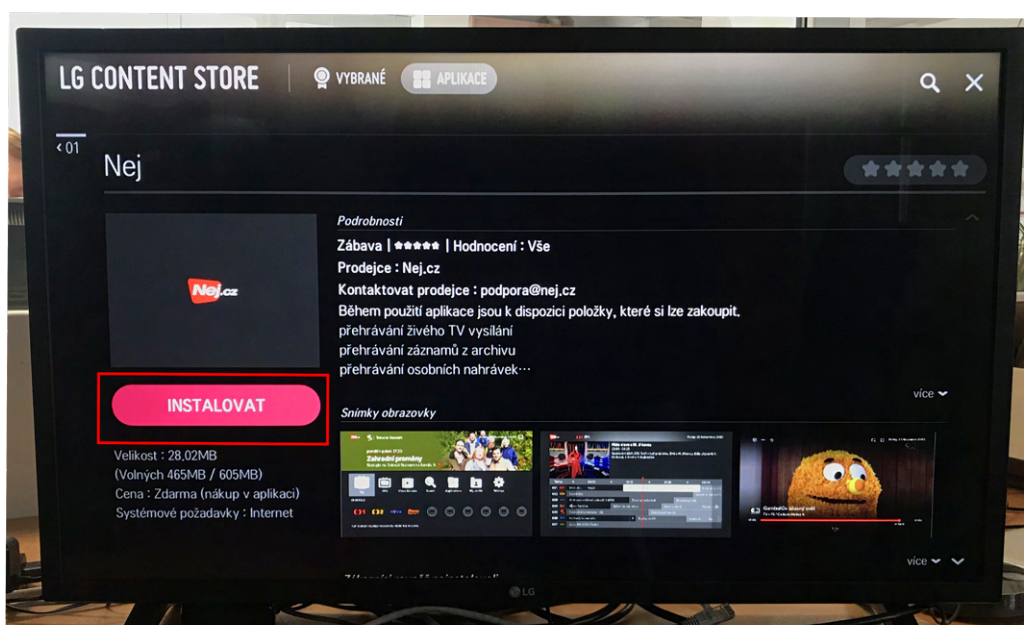 LG CONTENT STORE
VYBRANÉ
APLIKACE
01
Nej
Podrobnosti
Zábava | ★★★★★ | Hodnocení : Vše
Prodejce : Nej.cz
Nej.cz
Kontaktovat prodejce : podpora@nej.cz
Během použití aplikace jsou k dispozici položky, které si lze zakoupit.
přehrávání živého TV vysílání
přehrávání záznamů z archivu
přehrávání osobních nahrávek···
více
INSTALOVAT
Snímky obrazovky
Velikost : 28,02MB
(Volných 465MB / 605MB)
Cena : Zdarma (nákup v aplikaci)
Systémové požadavky : Internet
Zahradní proměny
více
LG